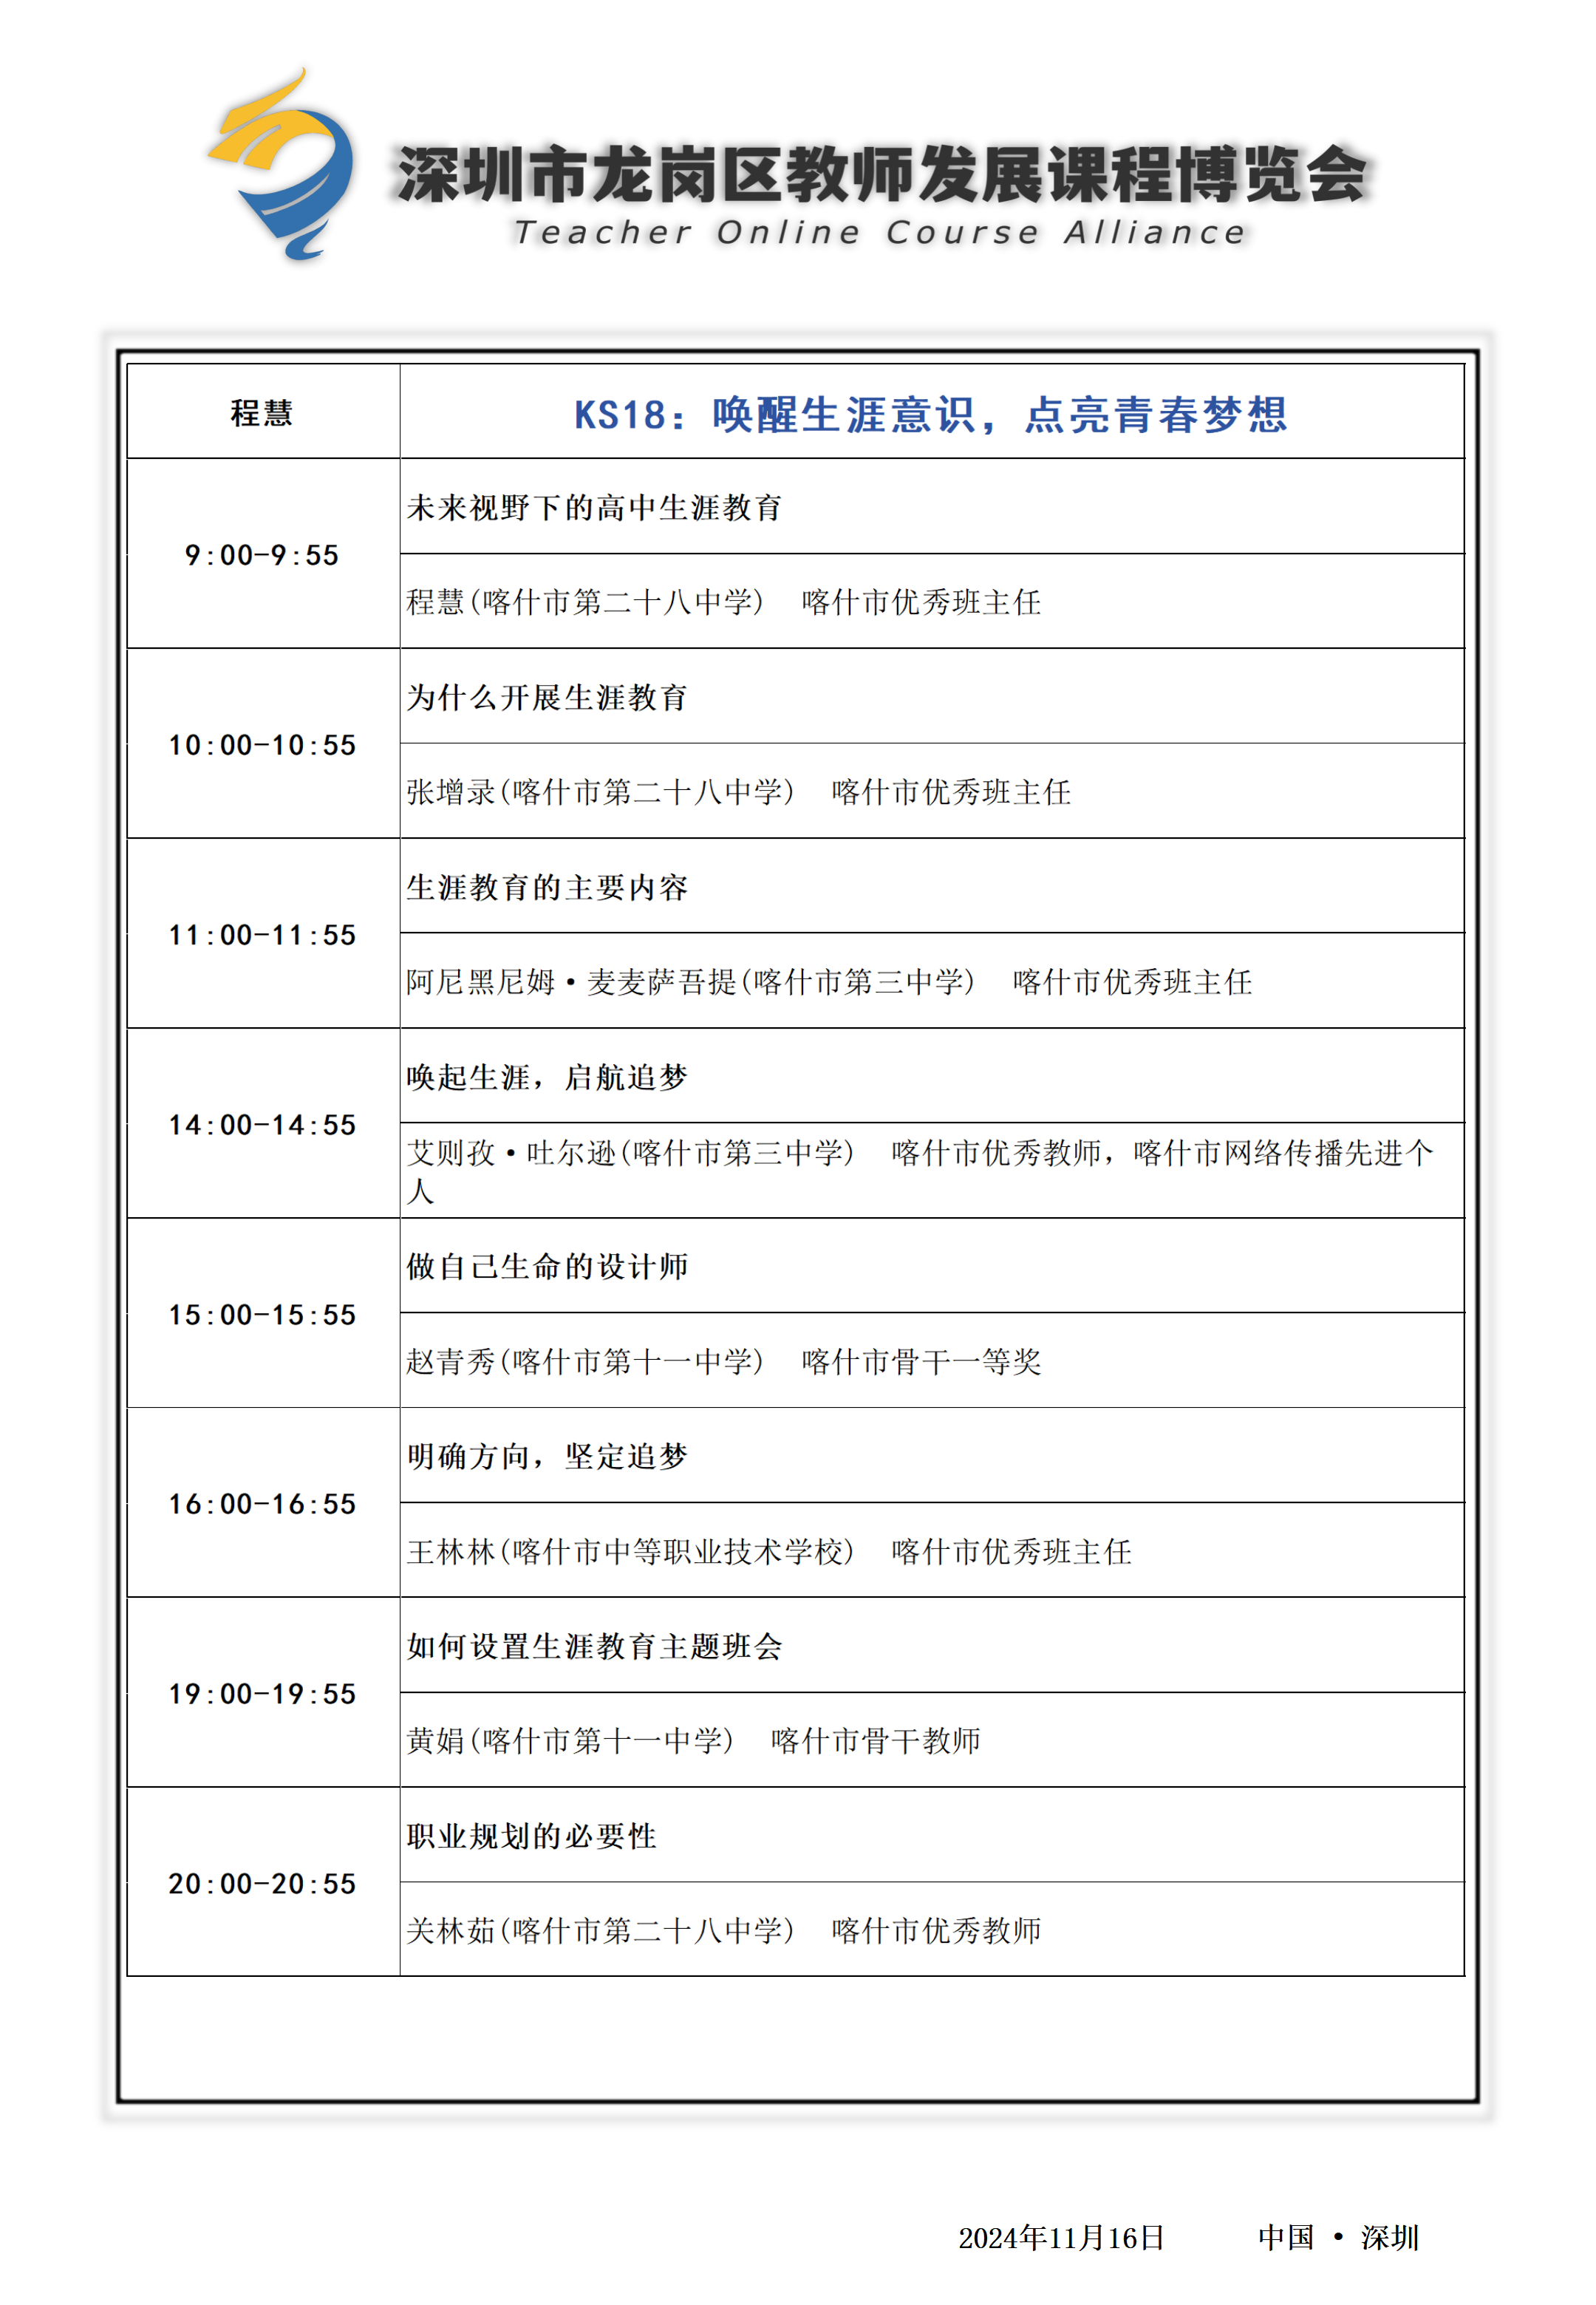 深圳市龙岗区教师发展课程博览会
Teacher Online Course Alliance
程慧
KS18：唤醒生涯意识，点亮青春梦想
9:00-9:55
未来视野下的高中生涯教育
程慧(喀什市第二十八中学) 喀什市优秀班主任
10:00-10:55
为什么开展生涯教育
张增录(喀什市第二十八中学) 喀什市优秀班主任
11:00-11:55
生涯教育的主要内容
阿尼黑尼姆·麦麦萨吾提(喀什市第三中学) 喀什市优秀班主任
14:00-14:55
唤起生涯，启航追梦
艾则孜·吐尔逊(喀什市第三中学) 喀什市优秀教师，喀什市网络传播先进个
人
15:00-15:55
做自己生命的设计师
赵青秀(喀什市第十一中学) 喀什市骨干一等奖
16:00-16:55
明确方向，坚定追梦
王林林(喀什市中等职业技术学校) 喀什市优秀班主任
19:00-19:55
如何设置生涯教育主题班会
黄娟(喀什市第十一中学) 喀什市骨干教师
20:00-20:55
职业规划的必要性
关林茹(喀什市第二十八中学) 喀什市优秀教师
2024年11月16日 中国 · 深圳